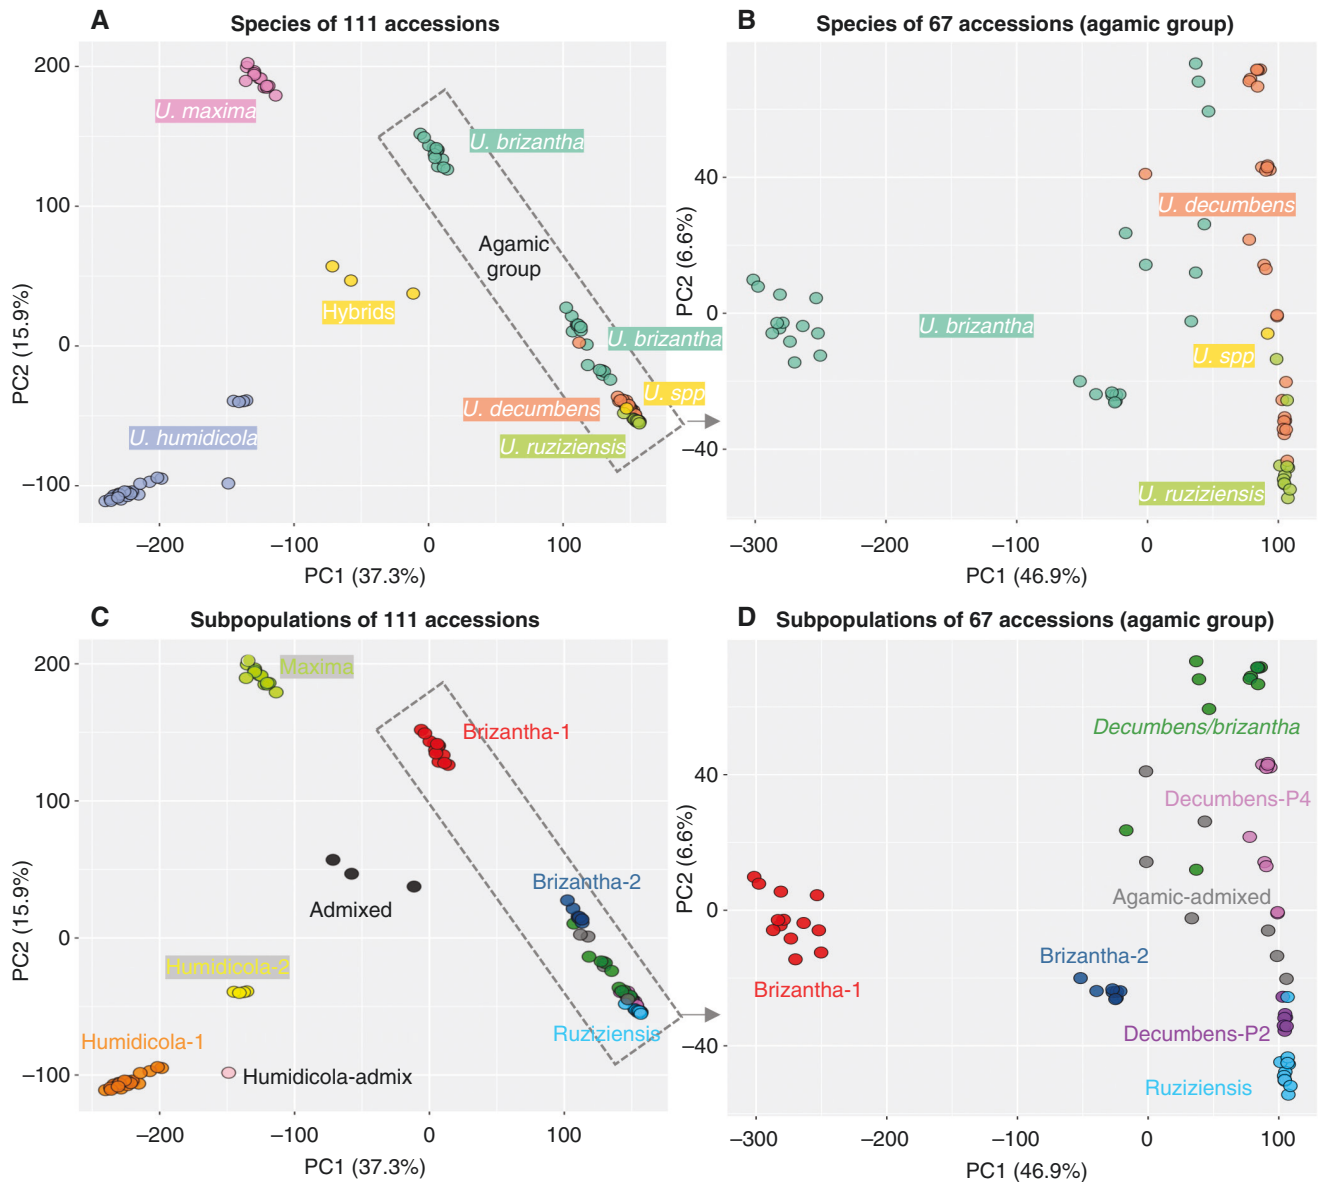 A
Species of 111 accessions
200
100
0
−100
PC2 (15.9%)
U. maxima
U. brizantha
Agamic
group
Hybrids
U. brizantha
U. spp
U. decumbens
U. humidicola
U. ruziziensis
−200
−100
0
100
PC1 (37.3%)
B
Species of 67 accessions (agamic group)
40
0
−40
PC2 (6.6%)
U. decumbens
U. brizantha
U. spp
U. ruziziensis
−300
−200
−100
0
100
PC1 (46.9%)
C
Subpopulations of 111 accessions
200
100
0
−100
PC2 (15.9%)
Maxima
Brizantha-1
Brizantha-2
Admixed
Humidicola-2
Humidicola-1
Ruziziensis
Humidicola-admix
−200
−100
0
100
PC1 (37.3%)
D
Subpopulations of 67 accessions (agamic group)
40
0
−40
PC2 (6.6%)
Decumbens/brizantha
Decumbens-P4
Agamic-admixed
Brizantha-2
Brizantha-1
Decumbens-P2
Ruziziensis
−300
−200
−100
0
100
PC1 (46.9%)